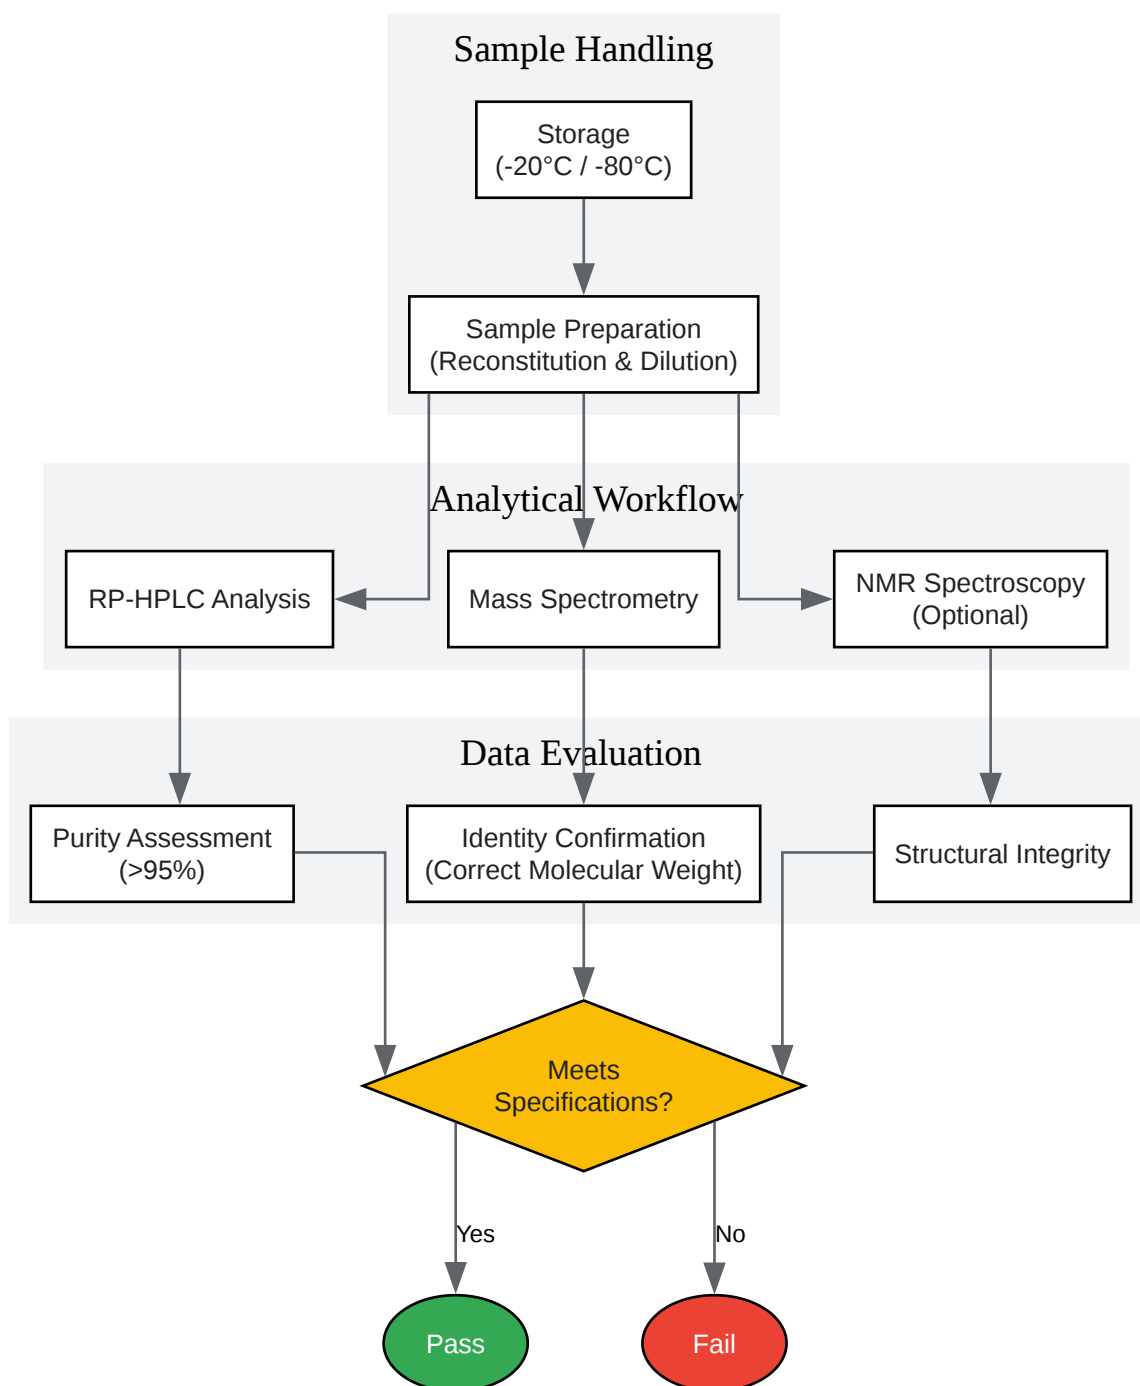 Sample Handling
Storage
(-20°C / -80°C)
Sample Preparation
(Reconstitution & Dilution)
Analytical Workflow
RP-HPLC Analysis
Mass Spectrometry
NMR Spectroscopy
(Optional)
Data Evaluation
Purity Assessment
(>95%)
Identity Confirmation
(Correct Molecular Weight)
Structural Integrity
Meets
Specifications?
Yes
No
Pass
Fail